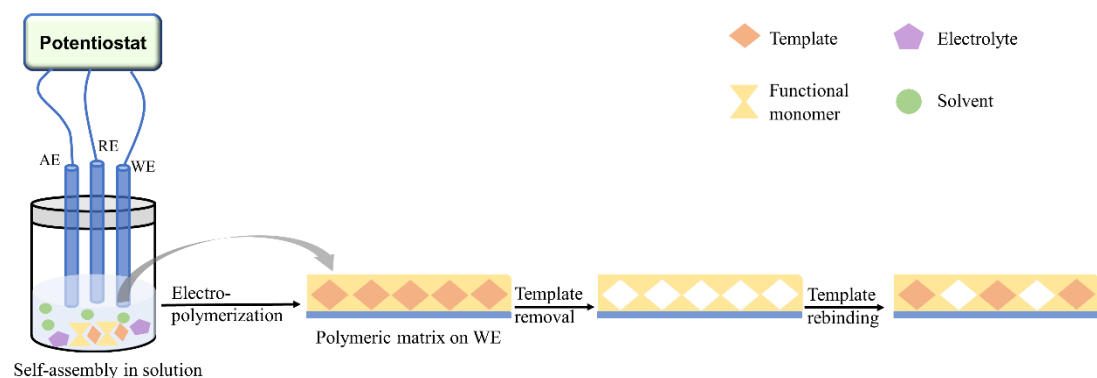 Potentiostat
AE
RE
WE
Self-assembly in solution
Electro-
polymerization
Polymeric matrix on WE
Template
removal
Template
rebinding
Template
Electrolyte
Functional
monomer
Solvent